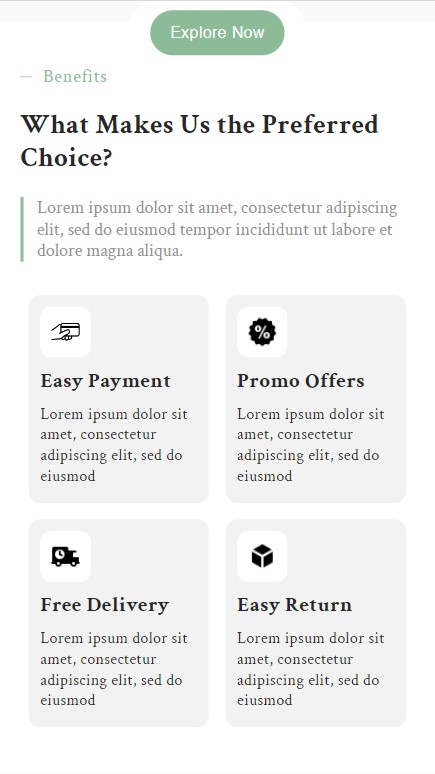 Explore Now
— Benefits
What Makes Us the Preferred
Choice?
Lorem ipsum dolor sit amet, consectetur adipiscing
elit, sed do eiusmod tempor incididunt ut labore et
dolore magna aliqua.
%
Easy Payment
Promo Offers
Lorem ipsum dolor sit
amet, consectetur
adipiscing elit, sed do
eiusmod
Lorem ipsum dolor sit
amet, consectetur
adipiscing elit, sed do
eiusmod
Free Delivery
Easy Return
Lorem ipsum dolor sit
amet, consectetur
adipiscing elit, sed do
eiusmod
Lorem ipsum dolor sit
amet, consectetur
adipiscing elit, sed do
eiusmod